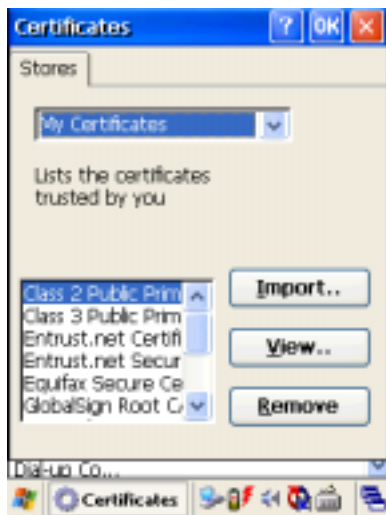 Certificates ? OK
Stores
My Certificates
Lists the certificates
trusted by you
Class 2 Public Prim
Class 3 Public Prim
Entrust.net Certifi
Entrust.net Secur
Equifax Secure Ce
GlobalSign Root CA
Import..
View..
Remove
Dial-up Co...
Certificates